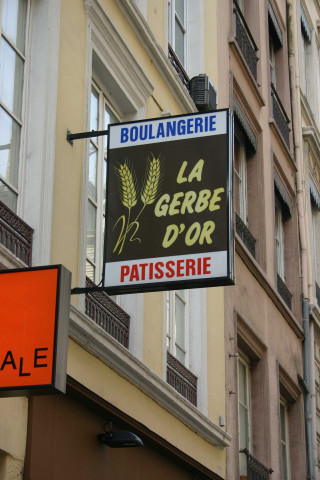 BOULANGERIE
LA
GERBE
D'OR
PATISSERIE
ALE